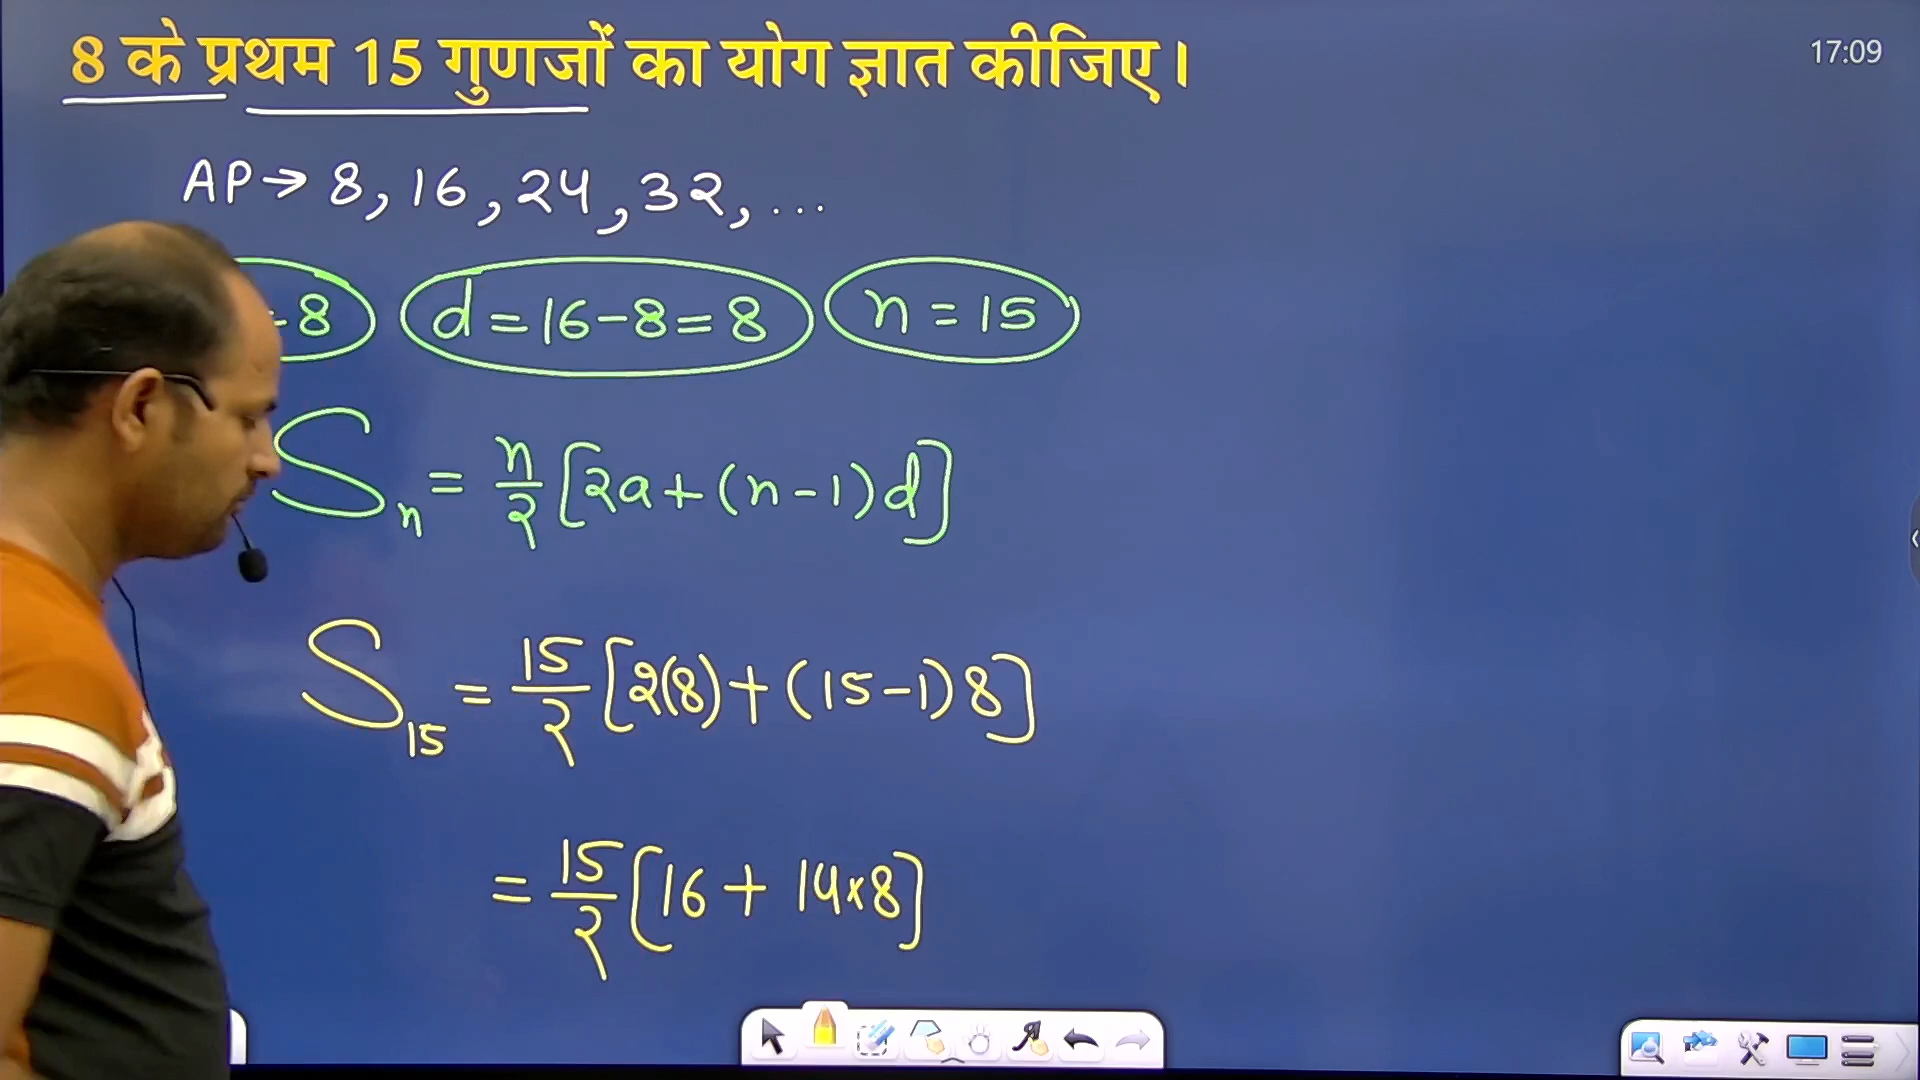 8 के प्रथम 15 गुणजों का योग ज्ञात कीजिए।
17:09
AP→ 8, 16, 24, 32, ...
=8
d=16-8=8
n=15
Sₙ = n/2 [2a+(n-1)d]
S₁₅ = 15/2 [2(8)+(15-1)8]
= 15/2 [16+ 14×8]